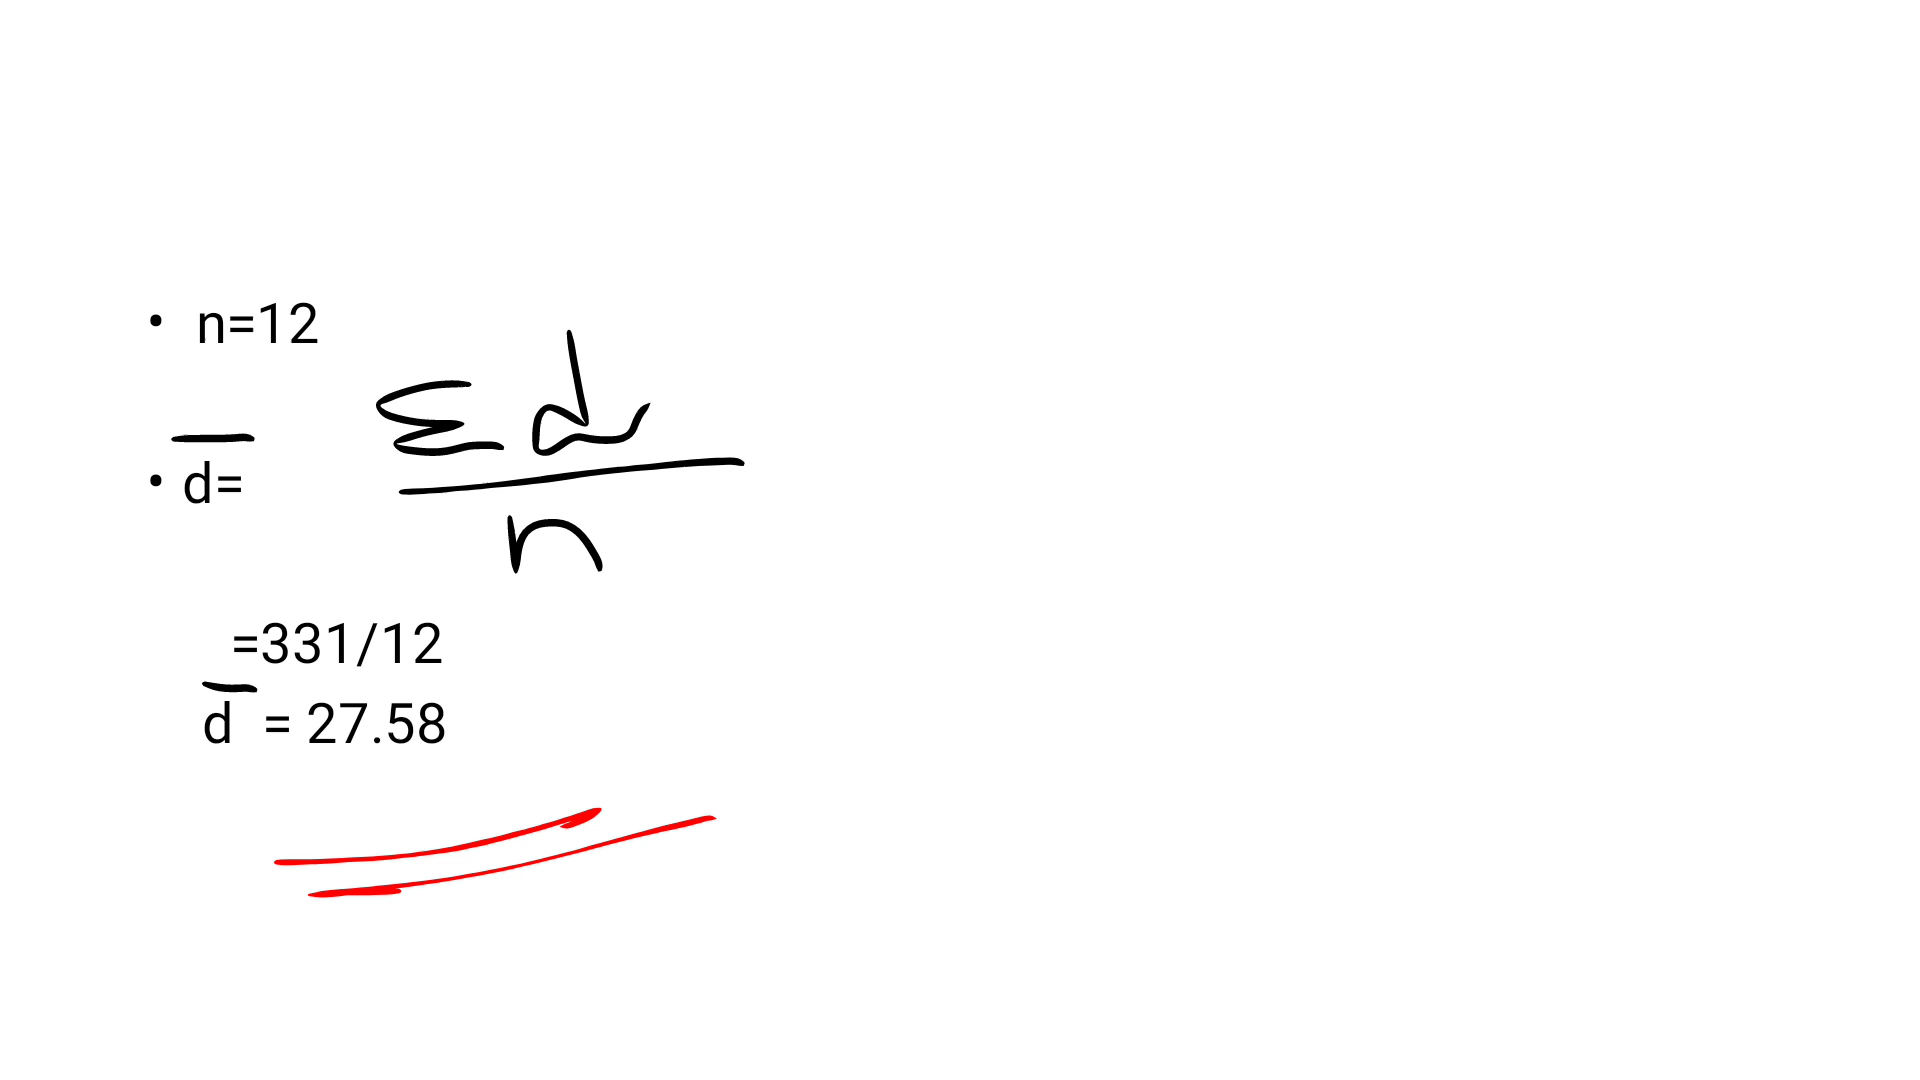 • n=12
• d̅= Σd
n
=331/12
d̅ = 27.58